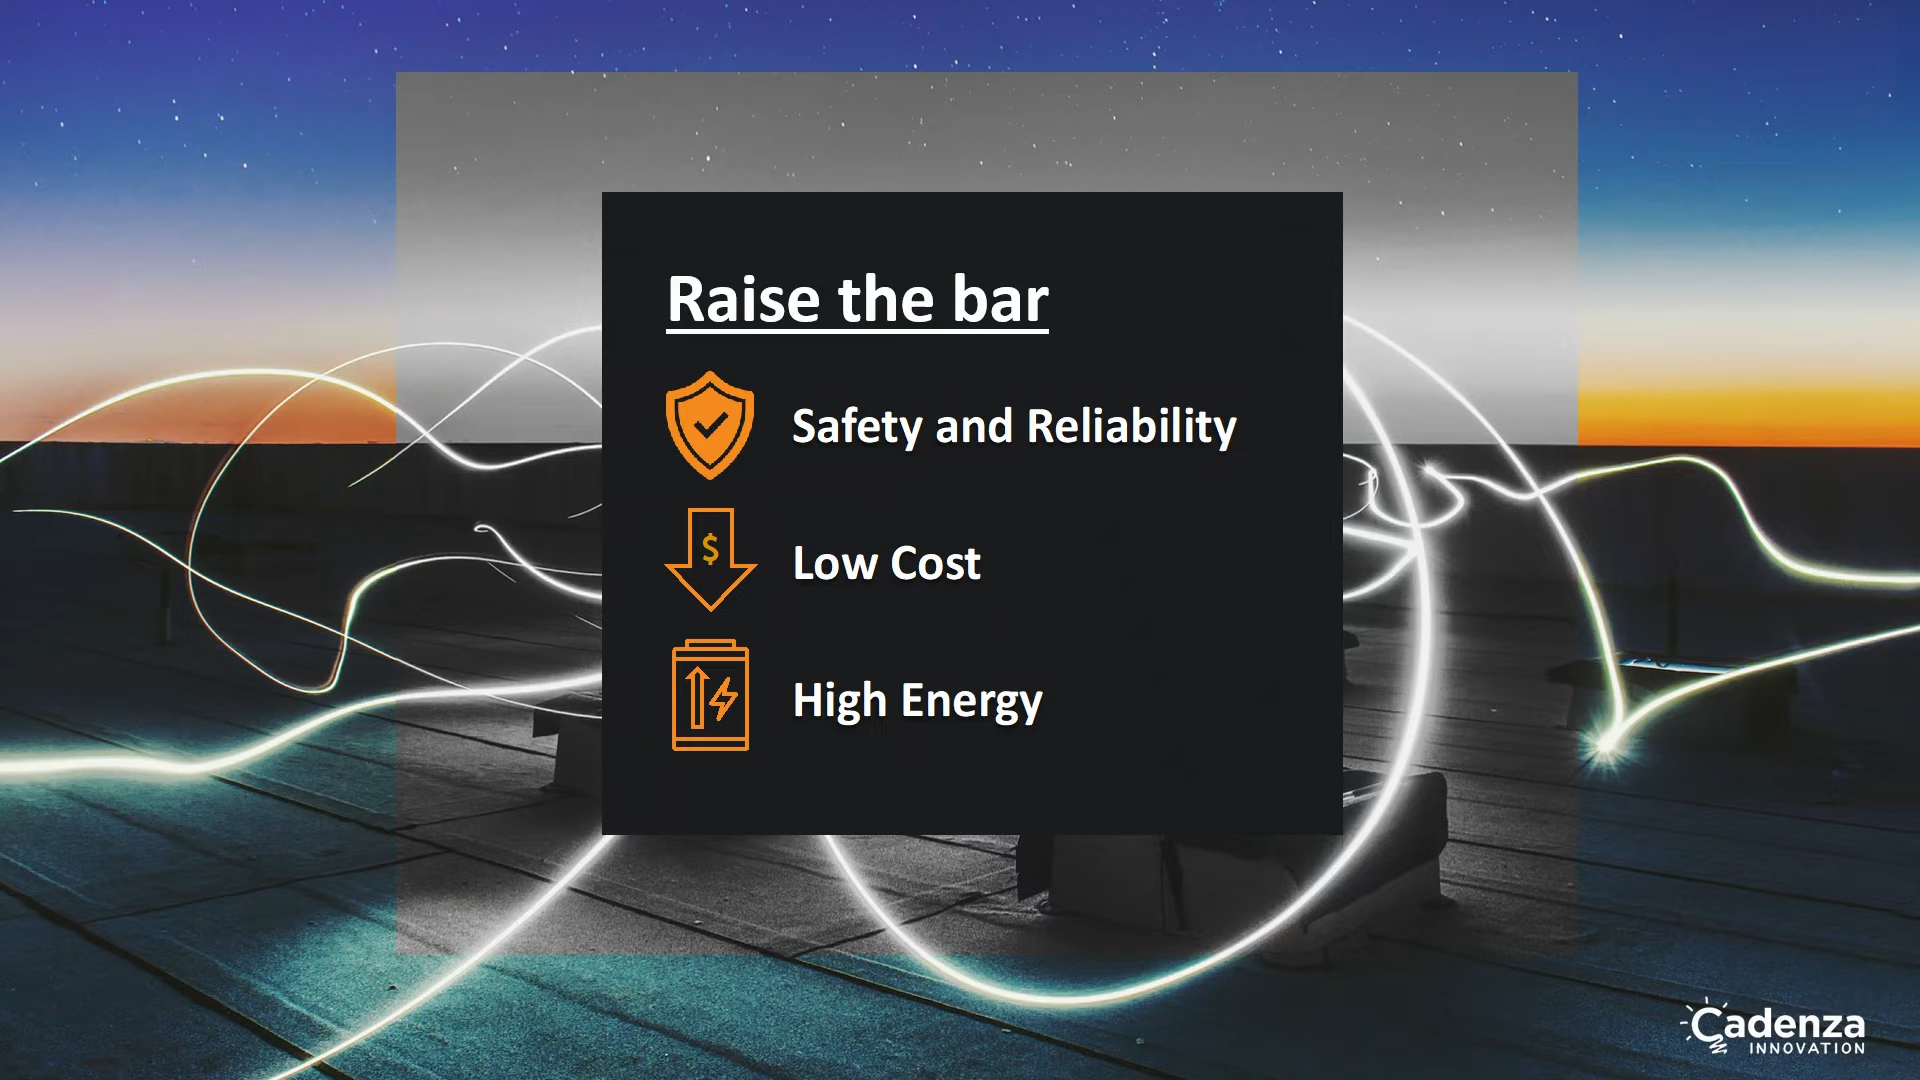 Raise the bar
Safety and Reliability
$
Low Cost
High Energy
Cadenza
INNOVATION